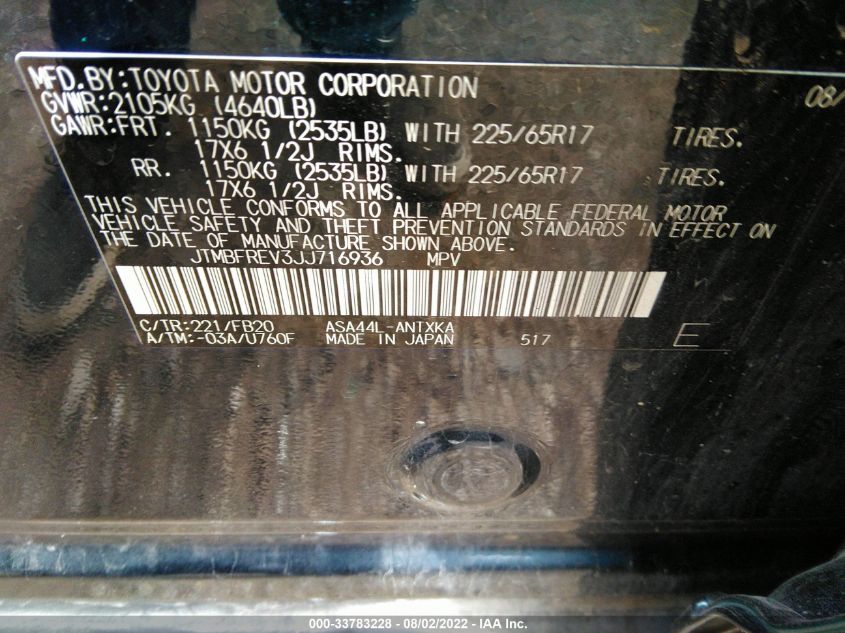 MFD.BY:TOYOTA MOTOR CORPORATION 08/
GVWR:2105KG (4640LB)
GAWR:FRT. 1150KG (2535LB) WITH 225/65R17 TIRES.
17X6 1/2J RIMS.
RR. 1150KG (2535LB) WITH 225/65R17 TIRES.
17X6 1/2J RIMS.
THIS VEHICLE CONFORMS TO ALL APPLICABLE FEDERAL MOTOR
VEHICLE SAFETY AND THEFT PREVENTION STANDARDS IN EFFECT ON
THE DATE OF MANUFACTURE SHOWN ABOVE.
JTMBFREV3JJ716936 MPV
C/TR:221/FB20 ASA44L-ANTXKA
A/TM:-03A/U760F MADE IN JAPAN 517 E
000-33783228 - 08/02/2022 - IAA Inc.